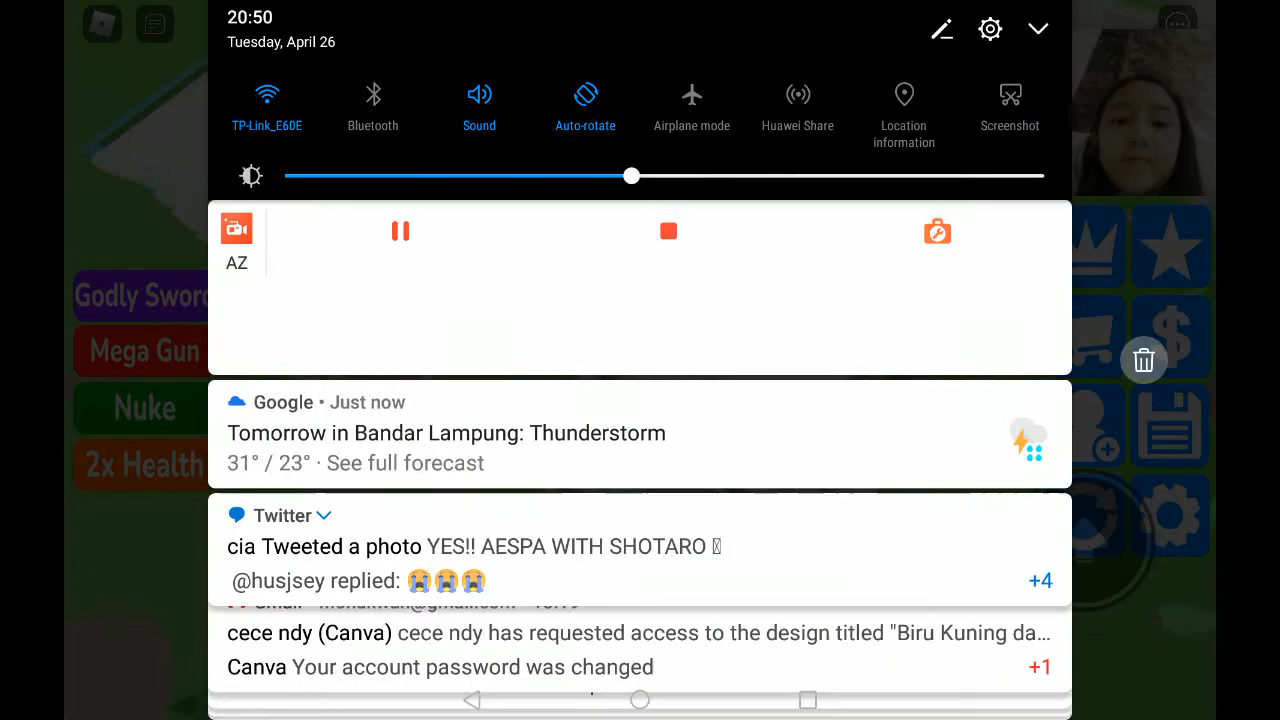 20:50
Tuesday, April 26
TP-Link_E60E
Bluetooth
Sound
Auto-rotate
Airplane mode
Huawei Share
Location
information
Screenshot
AZ
Godly Sword
Mega Gun
Nuke
2x Health
Google • Just now
Tomorrow in Bandar Lampung: Thunderstorm
31° / 23° · See full forecast
Twitter
cia Tweeted a photo YES!! AESPA WITH SHOTARO
@husjsey replied: 😭😭😭
+4
cece ndy (Canva) cece ndy has requested access to the design titled "Biru Kuning da...
Canva Your account password was changed
+1